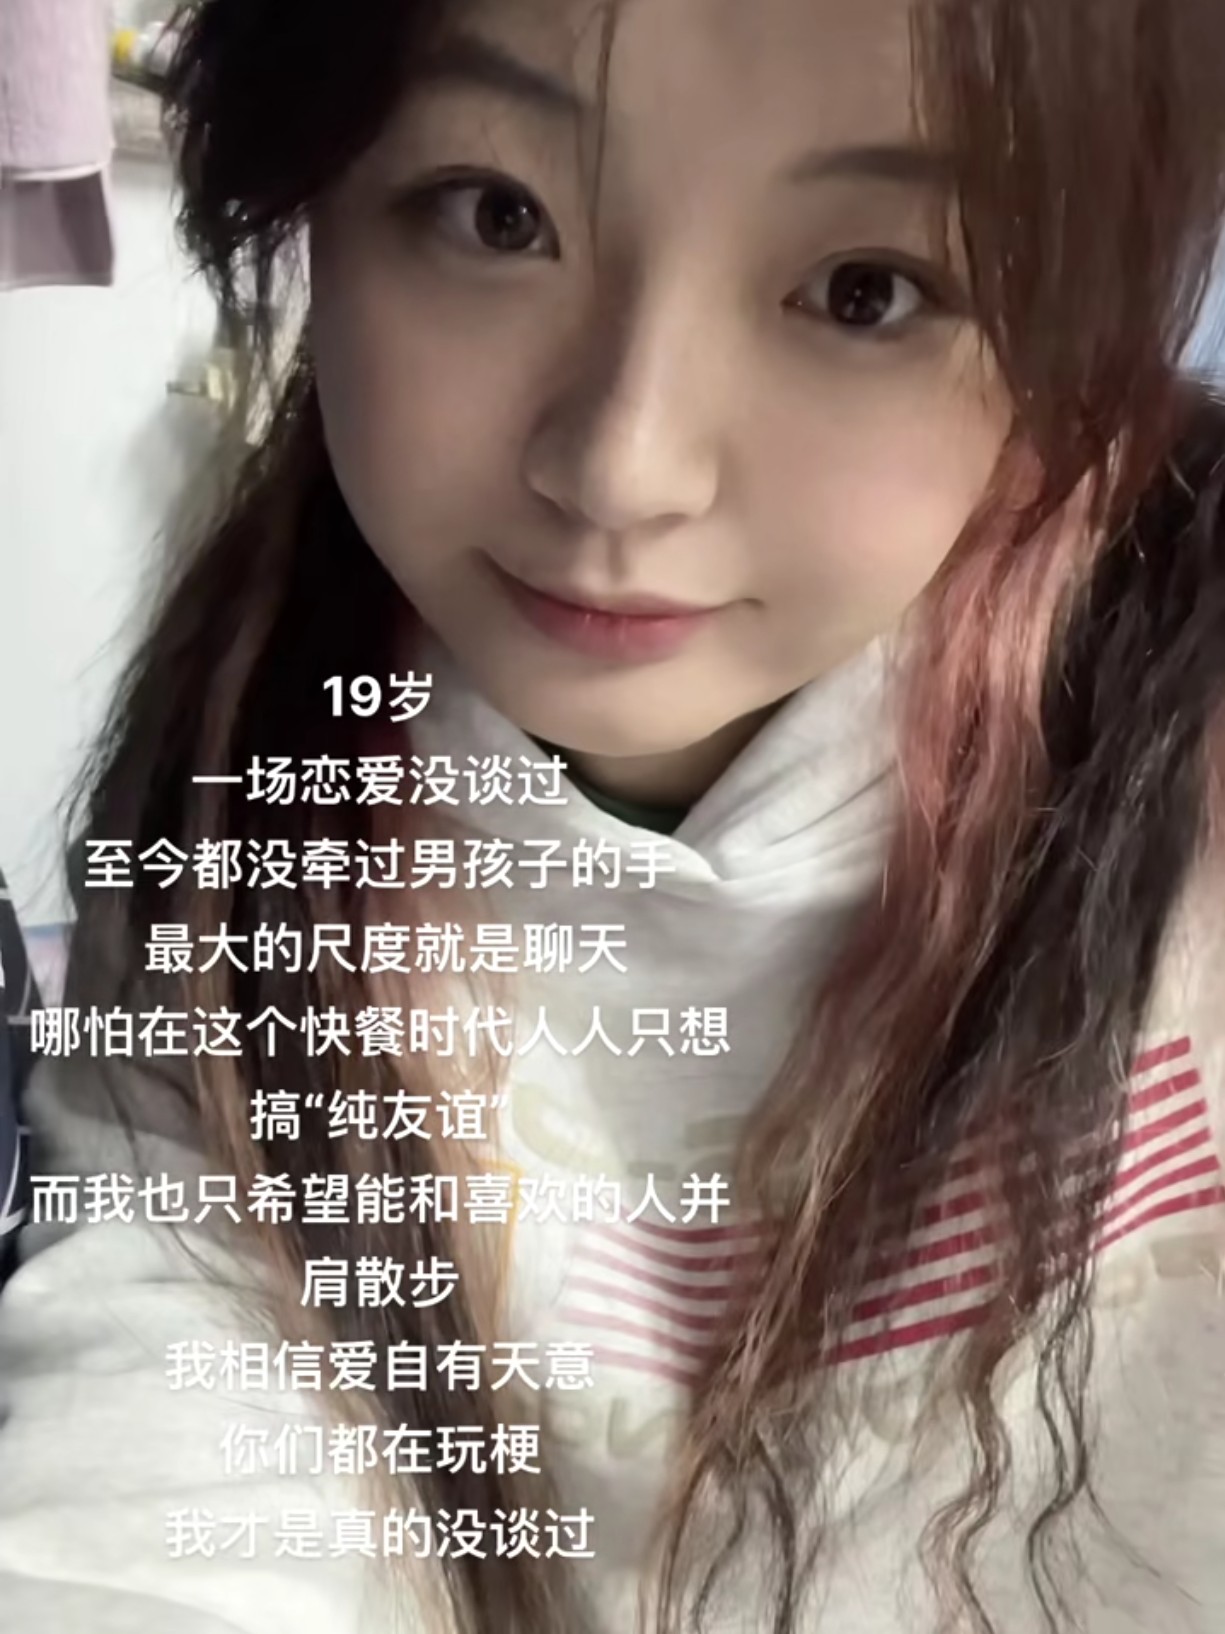 19岁
一场恋爱没谈过
至今都没牵过男孩子的手
最大的尺度就是聊天
哪怕在这个快餐时代人人只想
搞“纯友谊”
而我也只希望能和喜欢的人并
肩散步
我相信爱自有天意
你们都在玩梗
我才是真的没谈过